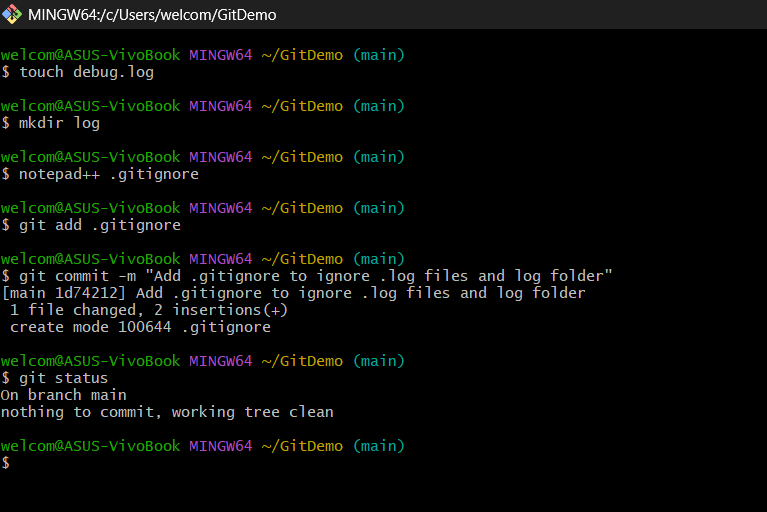 MINGW64:/c/Users/welcom/GitDemo
welcom@ASUS-VivoBook MINGW64 ~/GitDemo (main)
$ touch debug.log
welcom@ASUS-VivoBook MINGW64 ~/GitDemo (main)
$ mkdir log
welcom@ASUS-VivoBook MINGW64 ~/GitDemo (main)
$ notepad++ .gitignore
welcom@ASUS-VivoBook MINGW64 ~/GitDemo (main)
$ git add .gitignore
welcom@ASUS-VivoBook MINGW64 ~/GitDemo (main)
$ git commit -m "Add .gitignore to ignore .log files and log folder"
[main 1d74212] Add .gitignore to ignore .log files and log folder
 1 file changed, 2 insertions(+)
 create mode 100644 .gitignore
welcom@ASUS-VivoBook MINGW64 ~/GitDemo (main)
$ git status
On branch main
nothing to commit, working tree clean
welcom@ASUS-VivoBook MINGW64 ~/GitDemo (main)
$